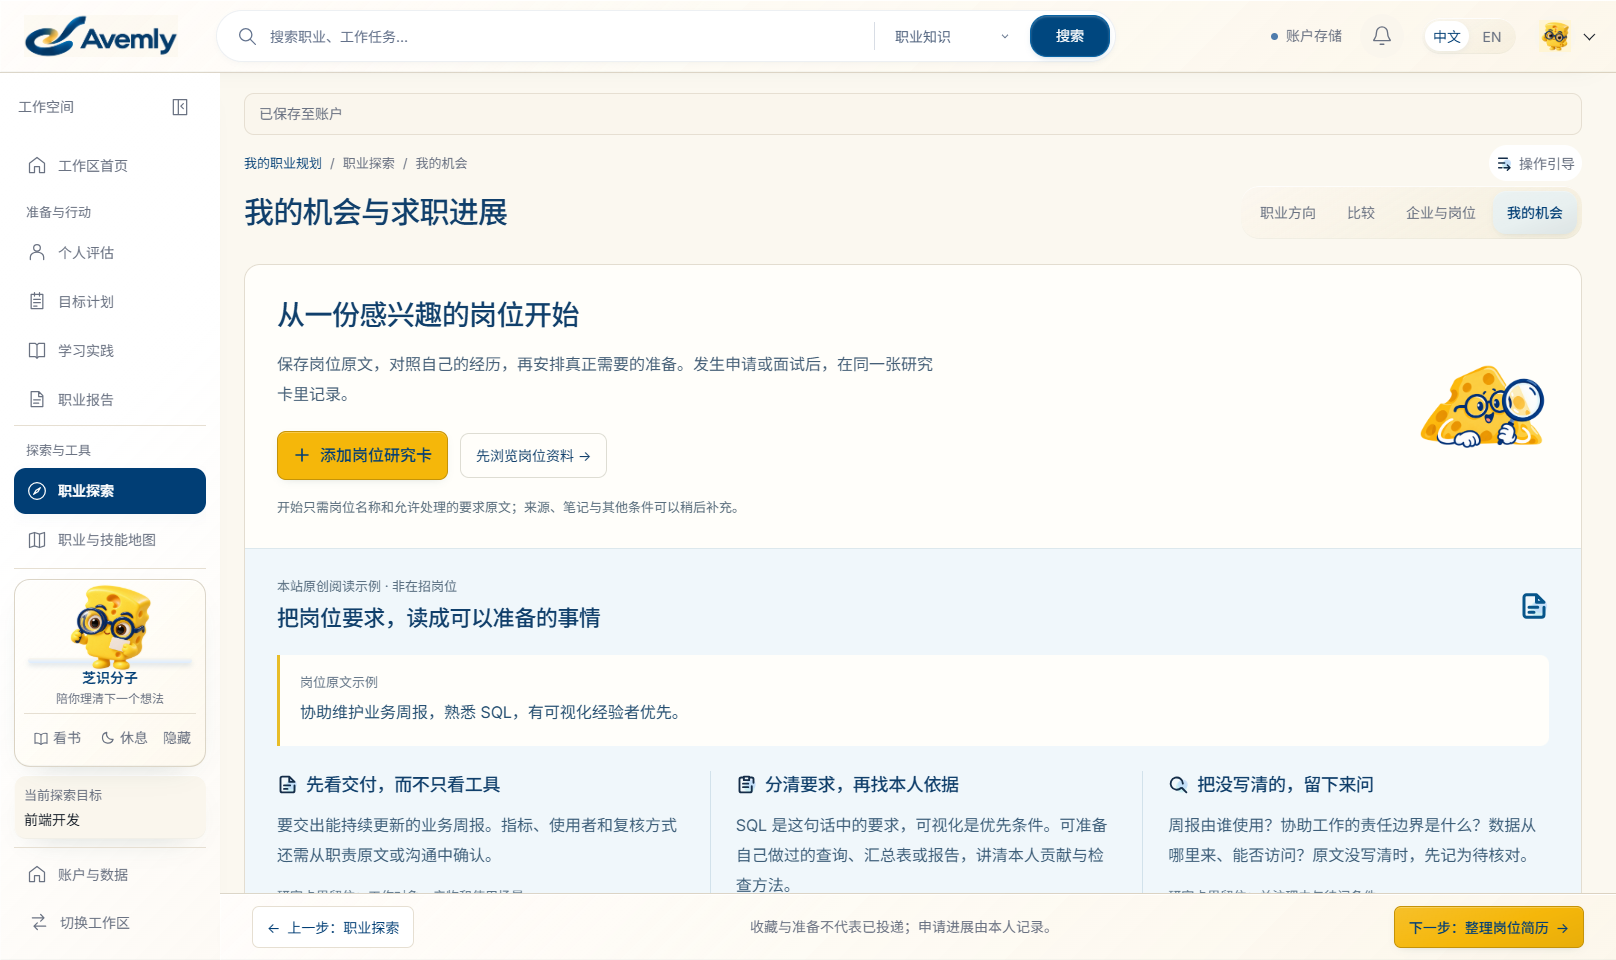 Avemly
搜索职业、工作任务...
职业知识
搜索
账户存储
中文
EN
工作空间
工作区首页
准备与行动
个人评估
目标计划
学习实践
职业报告
探索与工具
职业探索
职业与技能地图
芝识分子
陪你理清下一个想法
看书
休息
隐藏
当前探索目标
前端开发
账户与数据
切换工作区
已保存至账户
我的职业规划 / 职业探索 / 我的机会
操作引导
我的机会与求职进展
职业方向
比较
企业与岗位
我的机会
从一份感兴趣的岗位开始
保存岗位原文，对照自己的经历，再安排真正需要的准备。发生申请或面试后，在同一张研究
卡里记录。
添加岗位研究卡
先浏览岗位资料 →
开始只需岗位名称和允许处理的要求原文；来源、笔记与其他条件可以稍后补充。
本站原创阅读示例 · 非在招岗位
把岗位要求，读成可以准备的事情
岗位原文示例
协助维护业务周报，熟悉 SQL，有可视化经验者优先。
先看交付，而不只看工具
要交出能持续更新的业务周报。指标、使用者和复核方式
还需从职责原文或沟通中确认。
分清要求，再找本人依据
SQL 是这句话中的要求，可视化是优先条件。可准备
自己做过的查询、汇总表或报告，讲清本人贡献与检
查方法。
把没写清的，留下来问
周报由谁使用？协助工作的责任边界是什么？数据从
哪里来、能否访问？原文没写清时，先记为待核对。
← 上一步：职业探索
收藏与准备不代表已投递；申请进展由本人记录。
下一步：整理岗位简历 →